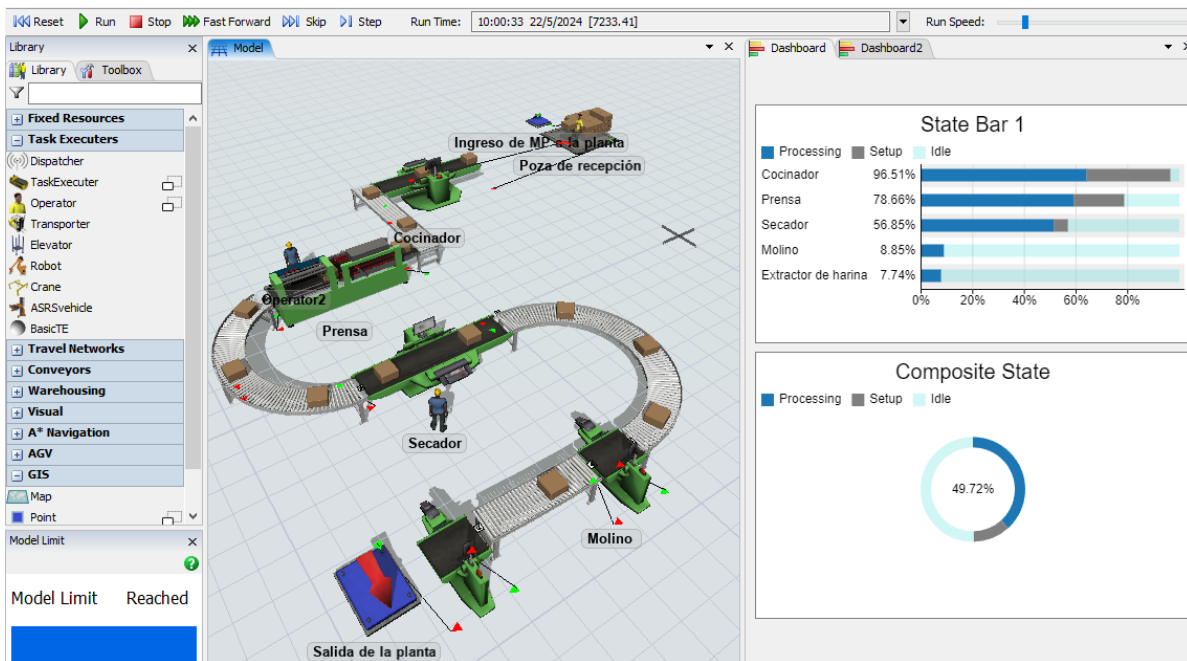 Reset Run Stop Fast Forward Skip Step Run Time: 10:00:33 22/5/2024 [7233.41] Run Speed:
Library
Library Toolbox
Fixed Resources
Task Executers
Dispatcher
TaskExecuter
Operator
Transporter
Elevator
Robot
Crane
ASRSvehicle
BasicTE
Travel Networks
Conveyors
Warehousing
Visual
A* Navigation
AGV
GIS
Map
Point
Model Limit
Model Limit Reached
Model
Ingreso de MP a la planta
Poza de recepción
Cocinador
Operator2
Prensa
Secador
Molino
Salida de la planta
Dashboard Dashboard2
State Bar 1
Processing Setup Idle
Cocinador 96.51%
Prensa 78.66%
Secador 56.85%
Molino 8.85%
Extractor de harina 7.74%
0% 20% 40% 60% 80%
Composite State
Processing Setup Idle
49.72%